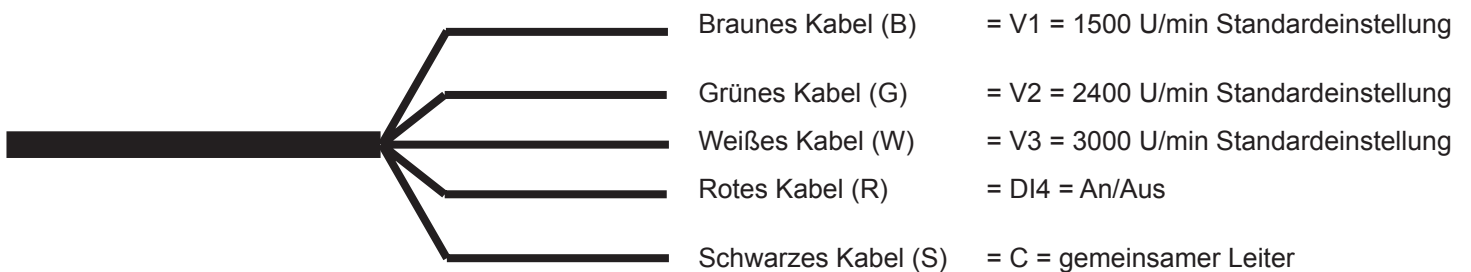 Braunes Kabel (B) = V1 = 1500 U/min Standardeinstellung
Grünes Kabel (G) = V2 = 2400 U/min Standardeinstellung
Weißes Kabel (W) = V3 = 3000 U/min Standardeinstellung
Rotes Kabel (R) = DI4 = An/Aus
Schwarzes Kabel (S) = C = gemeinsamer Leiter